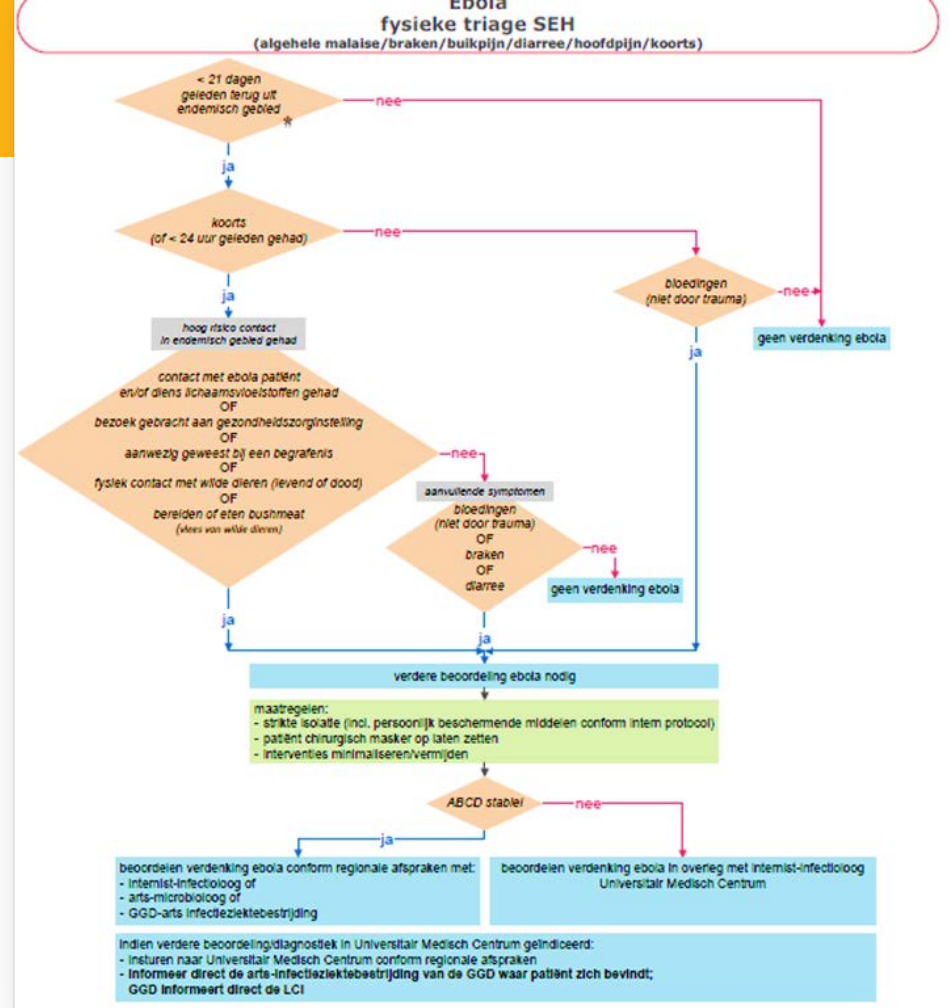 Ebola
fysieke triage SEH
(algehele malaise/braken/buikpijn/diarree/hoofdpijn/koorts)
< 21 dagen
geleden terug uit
endemisch gebied
*
nee
ja
koorts
(of < 24 uur geleden gehad)
nee
bloedingen
(niet door trauma)
nee
geen verdenking ebola
ja
ja
hoog risico contact
in endemisch gebied gehad
contact met ebola patiënt
en/of diens lichaamsvloeistoffen gehad
OF
bezoek gebracht aan gezondheidszorginstelling
OF
aanwezig geweest bij een begrafenis
OF
fysiek contact met wilde dieren (levend of dood)
OF
bereiden of eten bushmeat
(vlees van wilde dieren)
nee
aanvullende symptomen
bloedingen
(niet door trauma)
OF
braken
OF
diarree
nee
geen verdenking ebola
ja
ja
verdere beoordeling ebola nodig
maatregelen:
- strikte isolatie (incl. persoonlijk beschermende middelen conform intern protocol)
- patiënt chirurgisch masker op laten zetten
- interventies minimaliseren/vermijden
ABCD stabiel
nee
ja
beoordelen verdenking ebola conform regionale afspraken met:
- internist-infectioloog of
- arts-microbioloog of
- GGD-arts infectieziektebestrijding
beoordelen verdenking ebola in overleg met internist-infectioloog
Universitair Medisch Centrum
Indien verdere beoordeling/diagnostiek in Universitair Medisch Centrum geïndiceerd:
- Insturen naar Universitair Medisch Centrum conform regionale afspraken
- Informeer direct de arts-infectieziektebestrijding van de GGD waar patiënt zich bevindt;
GGD informeert direct de LCI